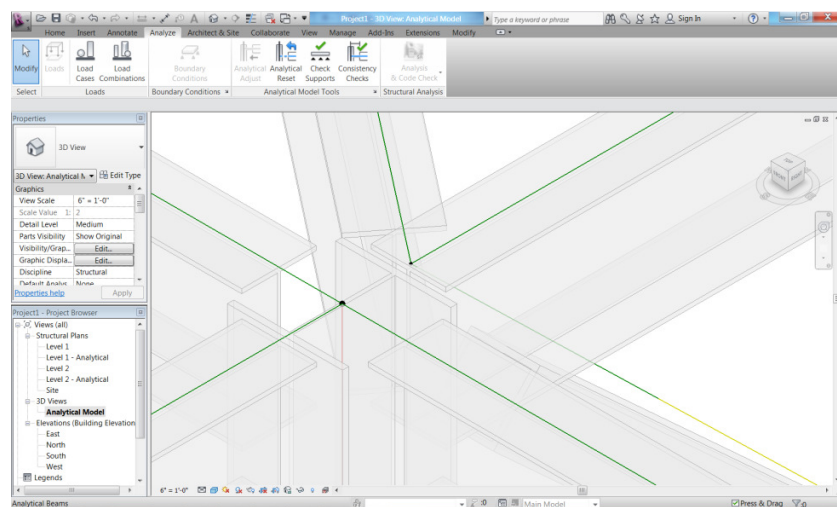 Project1 - 3D View: Analytical Model
Type a keyword or phrase
Sign In
Home Insert Annotate Analyze Architect & Site Collaborate View Manage Add-Ins Extensions Modify
Modify Loads Load Cases Load Combinations Boundary Conditions Analytical Adjust Analytical Reset Check Supports Consistency Checks Analysis & Code Check
Select Loads Boundary Conditions Analytical Model Tools Structural Analysis
Properties
3D View
3D View: Analytical M Edit Type
Graphics
View Scale 6" = 1'-0"
Scale Value 1: 2
Detail Level Medium
Parts Visibility Show Original
Visibility/Grap... Edit...
Graphic Displa... Edit...
Discipline Structural
Default Analys None
Properties help Apply
Project1 - Project Browser
Views (all)
Structural Plans
Level 1
Level 1 - Analytical
Level 2
Level 2 - Analytical
Site
3D Views
Analytical Model
Elevations (Building Elevation
East
North
South
West
Legends
6" = 1'-0"
Analytical Beams
:0
Main Model
Press & Drag
:0